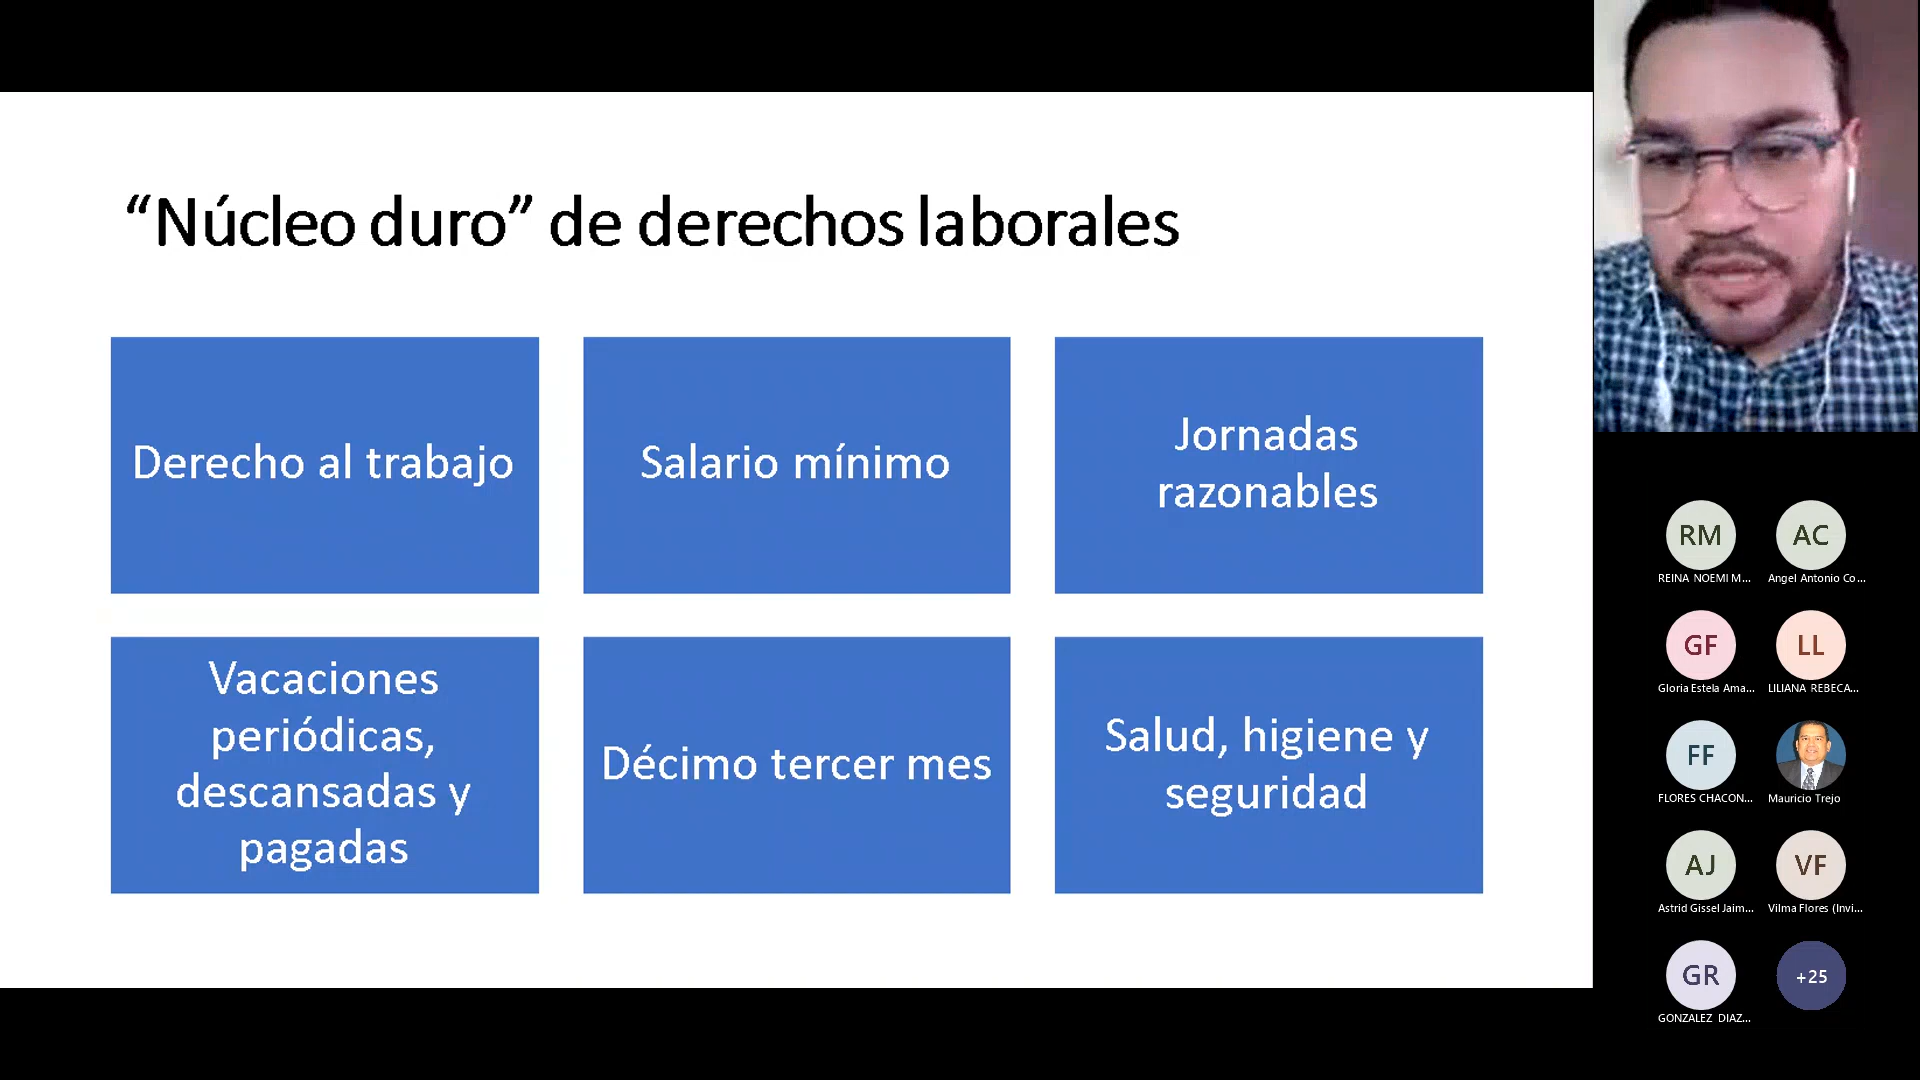 “Núcleo duro” de derechos laborales
Derecho al trabajo
Salario mínimo
Jornadas
razonables
Vacaciones
periódicas,
descansadas y
pagadas
Décimo tercer mes
Salud, higiene y
seguridad
RM
AC
REINA NOEMI M...
Angel Antonio Co...
GF
LL
Gloria Estela Ama...
LILIANA REBECA...
FF
FLORES CHACON...
Mauricio Trejo
AJ
VF
Astrid Gissel Jaim...
Vilma Flores (Invi...
GR
+25
GONZALEZ DIAZ...